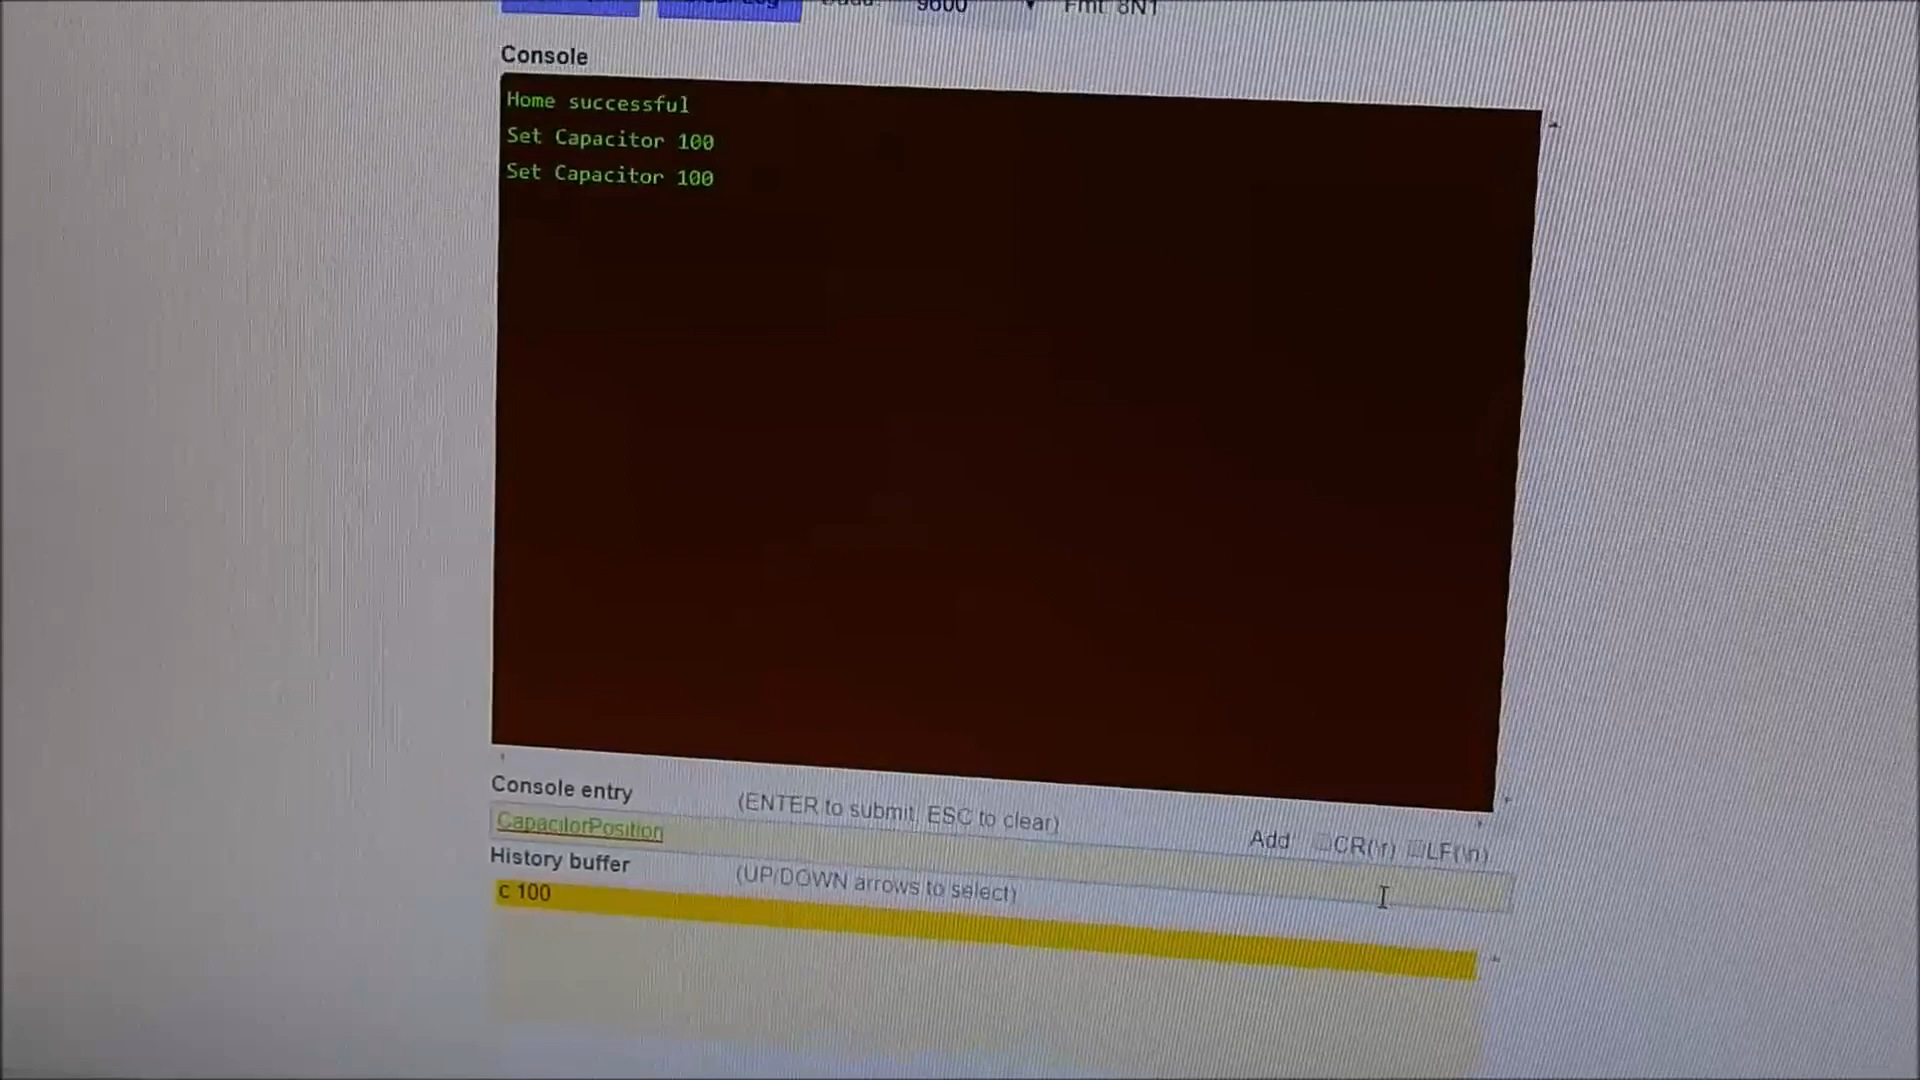 9600 Fmt 8N1
Console
Home successful
Set Capacitor 100
Set Capacitor 100
Console entry (ENTER to submit, ESC to clear) Add CR(\r) LF(\n)
CapacitorPosition
History buffer (UP/DOWN arrows to select)
c 100